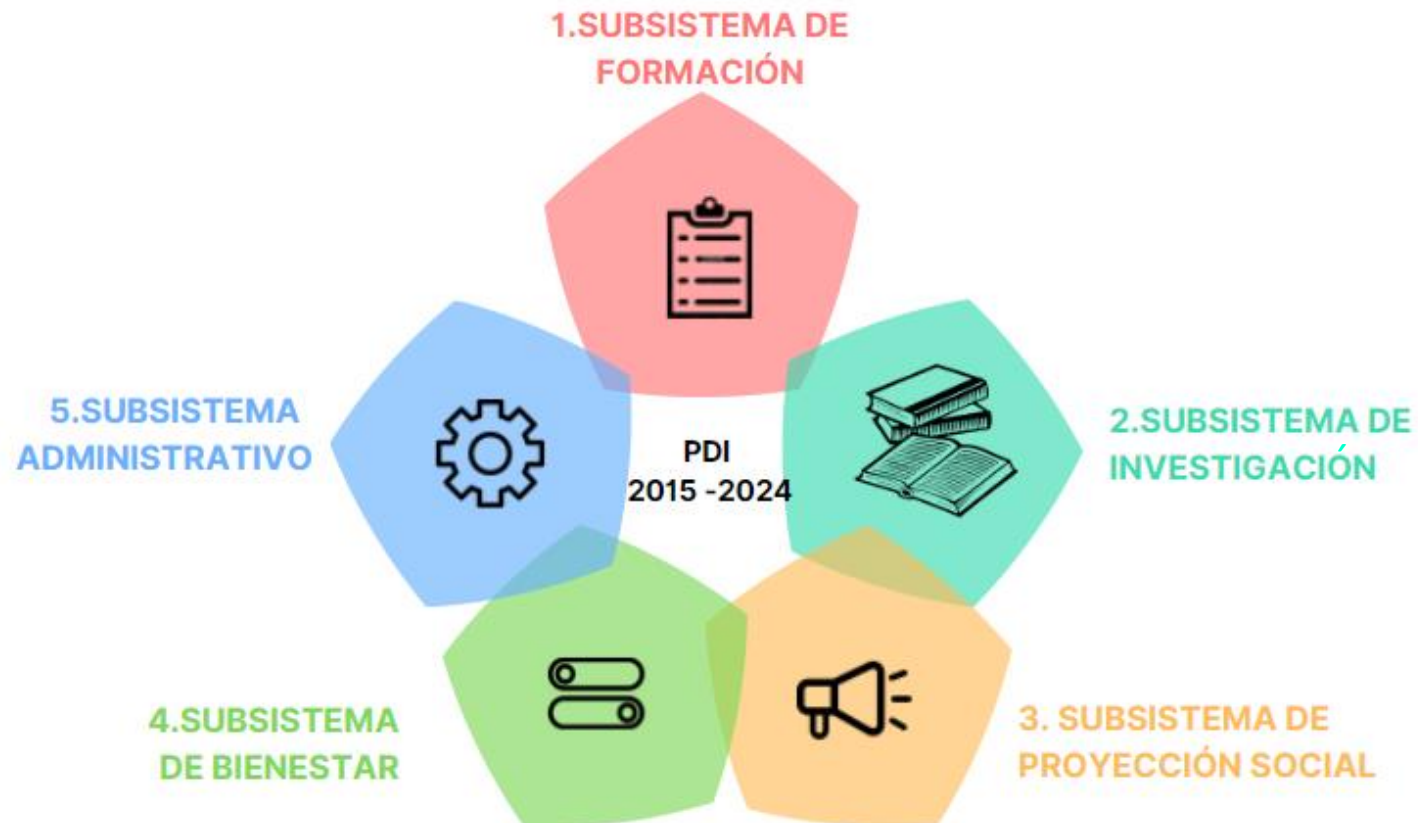 1.SUBSISTEMA DE
FORMACIÓN
5.SUBSISTEMA
ADMINISTRATIVO
PDI
2015 -2024
2.SUBSISTEMA DE
INVESTIGACIÓN
4.SUBSISTEMA
DE BIENESTAR
3. SUBSISTEMA DE
PROYECCIÓN SOCIAL